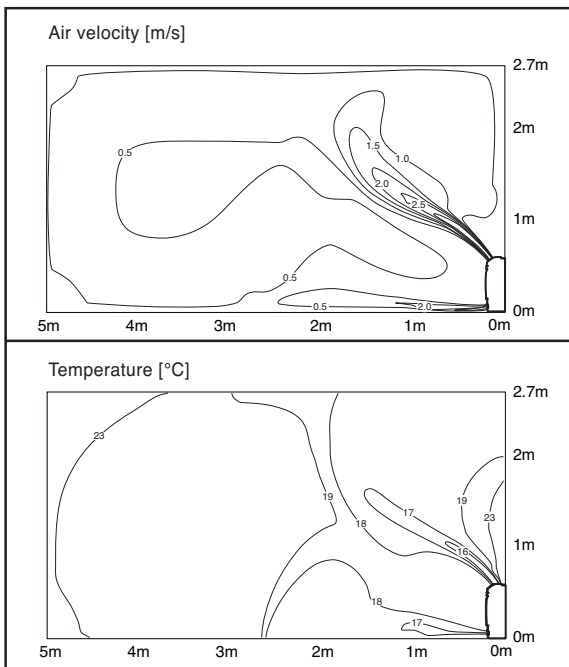 Air velocity [m/s]
2.7m
2m
1m
0m
0.5
1.5
1.0
2.0
2.5
0.5
0.5
2.0
5m 4m 3m 2m 1m 0m
Temperature [°C]
2.7m
2m
1m
0m
23
19
18
17
19
23
16
18
17
5m 4m 3m 2m 1m 0m